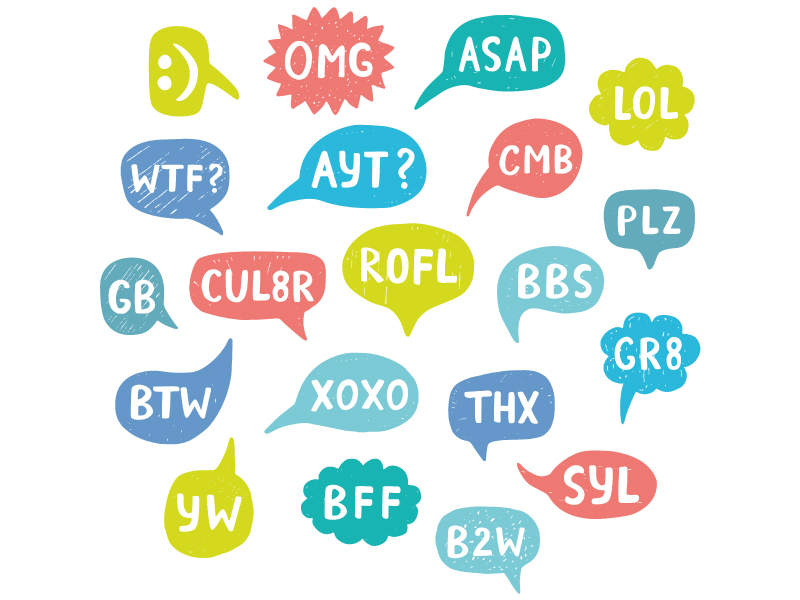 :)
OMG
ASAP
LOL
WTF?
AYT?
CMB
PLZ
GB
CUL8R
ROFL
BBS
GR8
BTW
XOXO
THX
YW
BFF
SYL
B2W